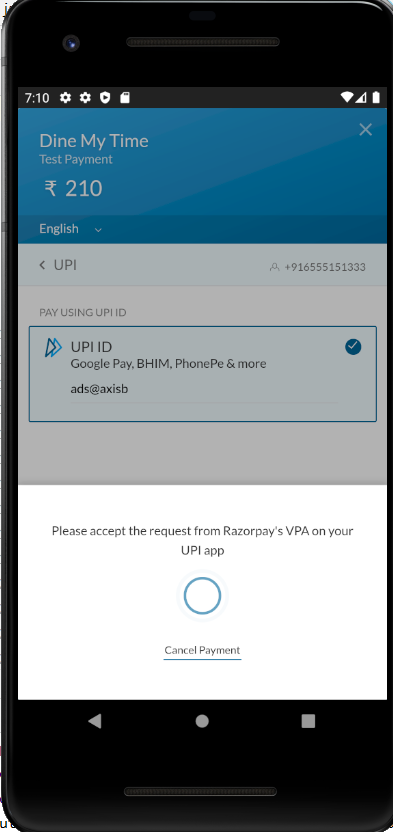 7:10
Dine My Time
Test Payment
₹ 210
English
UPI
+916555151333
PAY USING UPI ID
UPI ID
Google Pay, BHIM, PhonePe & more
ads@axisb
Please accept the request from Razorpay's VPA on your
UPI app
Cancel Payment